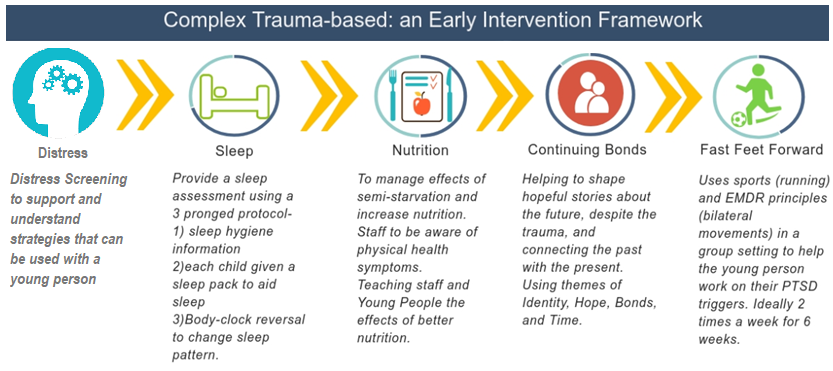 Complex Trauma-based: an Early Intervention Framework
Distress
Distress Screening
to support and
understand
strategies that can
be used with a
young person
Sleep
Provide a sleep
assessment using a
3 pronged protocol-
1) sleep hygiene
information
2)each child given a
sleep pack to aid
sleep
3)Body-clock reversal
to change sleep
pattern.
Nutrition
To manage effects of
semi-starvation and
increase nutrition.
Staff to be aware of
physical health
symptoms.
Teaching staff and
Young People the
effects of better
nutrition.
Continuing Bonds
Helping to shape
hopeful stories about
the future, despite the
trauma, and
connecting the past
with the present.
Using themes of
Identity, Hope, Bonds,
and Time.
Fast Feet Forward
Uses sports (running)
and EMDR principles
(bilateral
movements) in a
group setting to help
the young person
work on their PTSD
triggers. Ideally 2
times a week for 6
weeks.